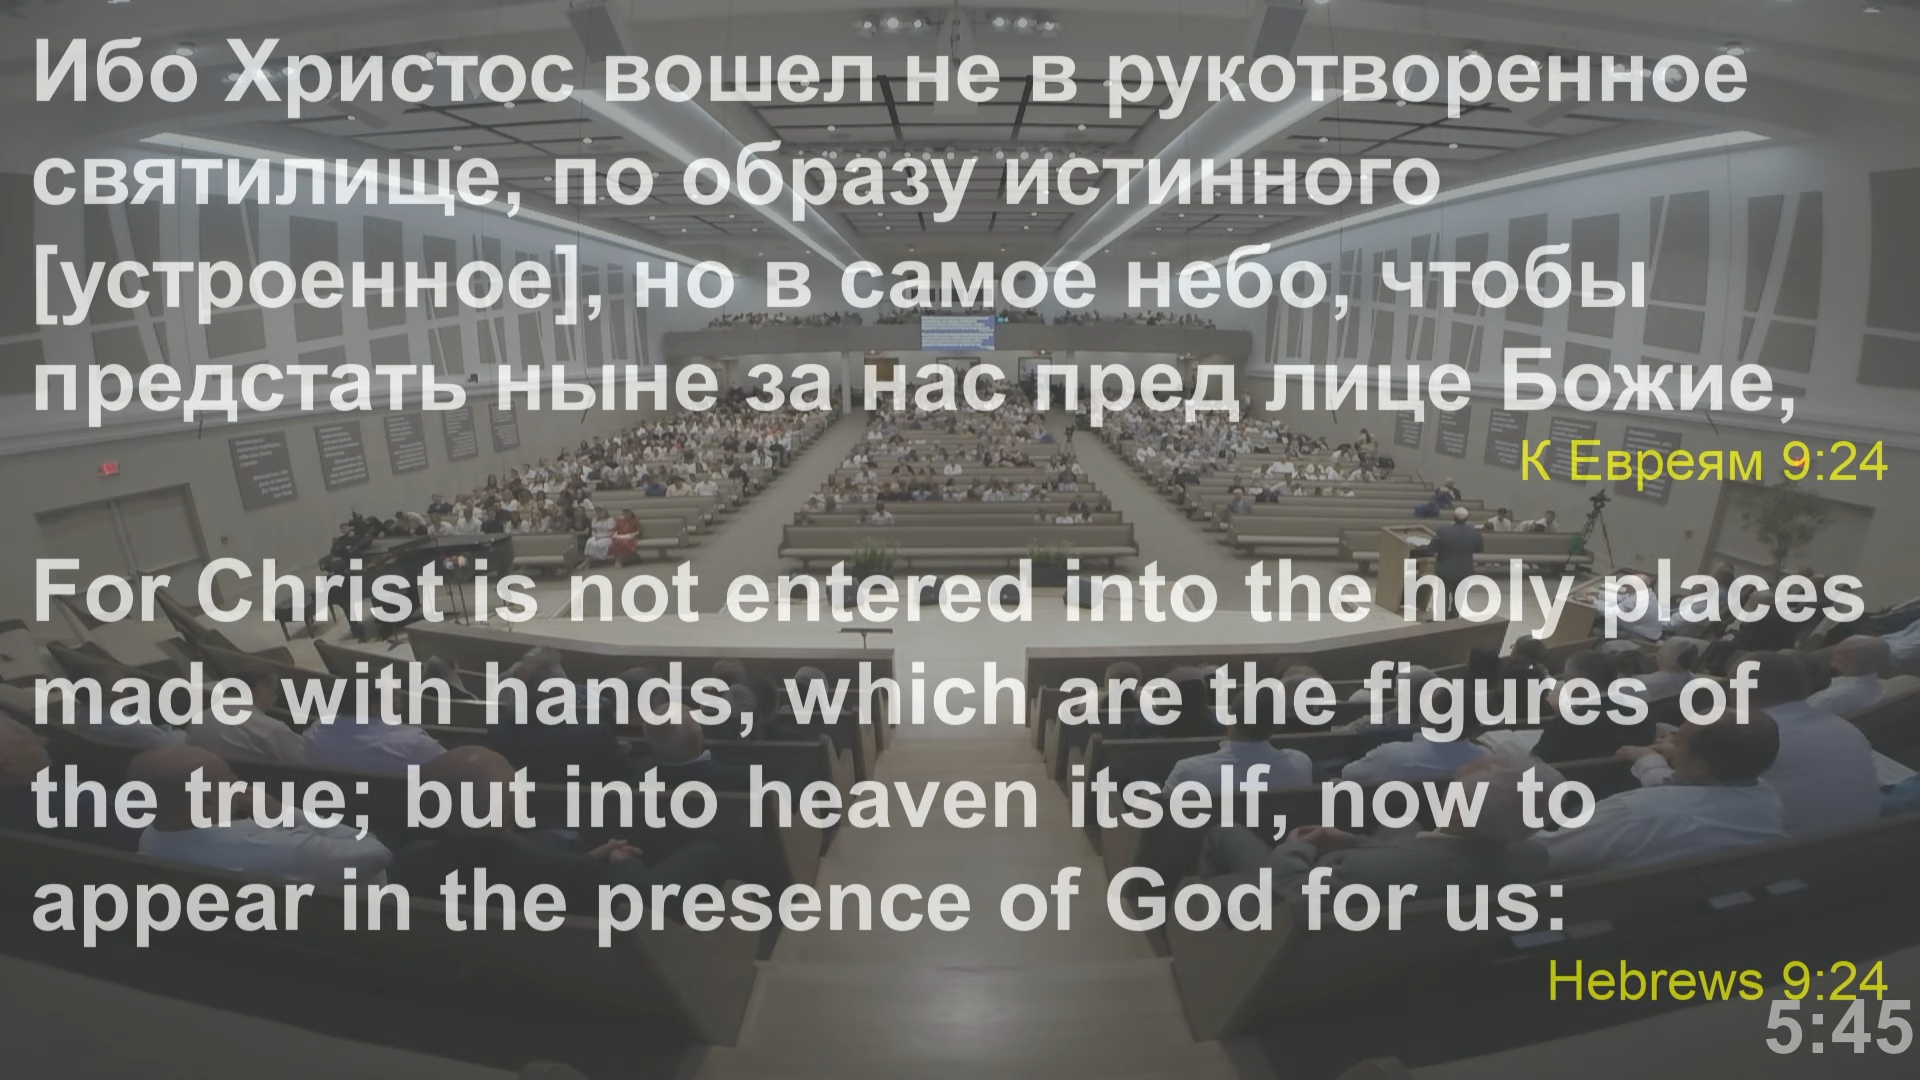 Ибо Христос вошел не в рукотворенное
святилище, по образу истинного
[устроенное], но в самое небо, чтобы
предстать ныне за нас пред лице Божие,
К Евреям 9:24
For Christ is not entered into the holy places
made with hands, which are the figures of
the true; but into heaven itself, now to
appear in the presence of God for us:
Hebrews 9:24
5:45